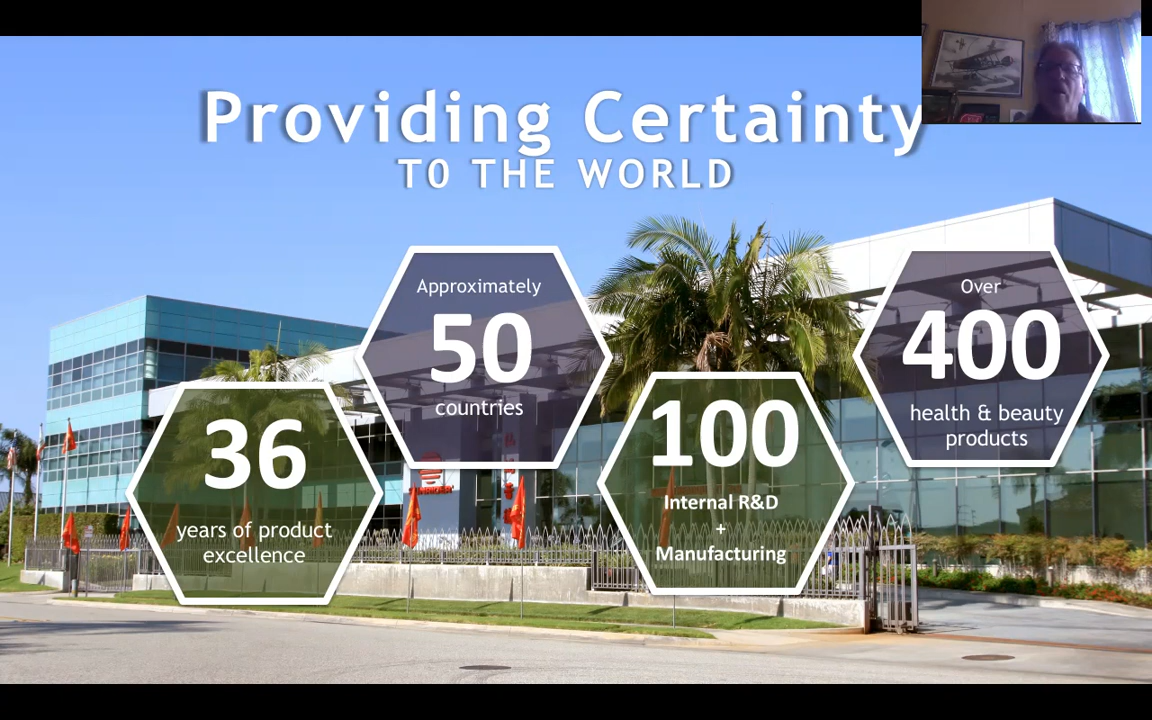 Providing Certainty
T0 THE WORLD
Approximately
50
countries
Over
400
health & beauty
products
36
years of product
excellence
100
Internal R&D
+
Manufacturing